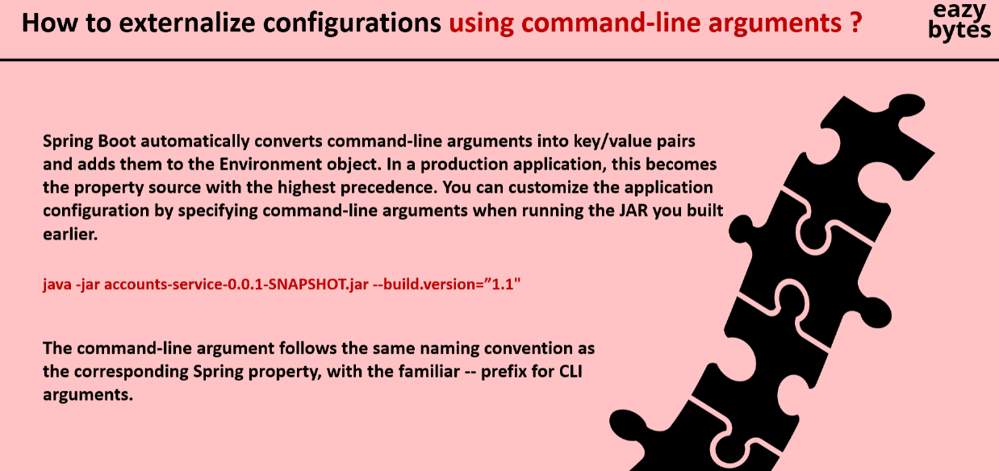 How to externalize configurations using command-line arguments ?
eazy
bytes
Spring Boot automatically converts command-line arguments into key/value pairs
and adds them to the Environment object. In a production application, this becomes
the property source with the highest precedence. You can customize the application
configuration by specifying command-line arguments when running the JAR you built
earlier.
java -jar accounts-service-0.0.1-SNAPSHOT.jar --build.version=”1.1"
The command-line argument follows the same naming convention as
the corresponding Spring property, with the familiar -- prefix for CLI
arguments.